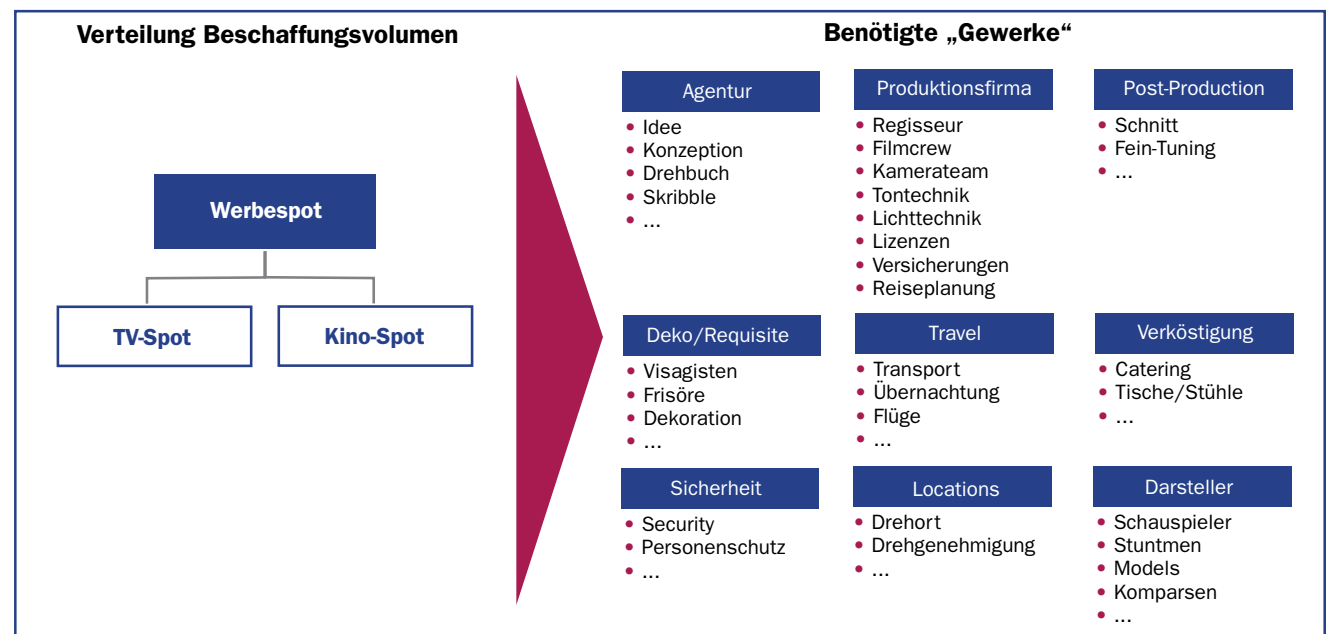 Verteilung Beschaffungsvolumen
Werbespot
TV-Spot
Kino-Spot
Benötigte „Gewerke“
Agentur
• Idee
• Konzeption
• Drehbuch
• Skribble
• ...
Produktionsfirma
• Regisseur
• Filmcrew
• Kamerateam
• Tontechnik
• Lichttechnik
• Lizenzen
• Versicherungen
• Reiseplanung
Post-Production
• Schnitt
• Fein-Tuning
• ...
Deko/Requisite
• Visagisten
• Frisöre
• Dekoration
• ...
Travel
• Transport
• Übernachtung
• Flüge
• ...
Verköstigung
• Catering
• Tische/Stühle
• ...
Sicherheit
• Security
• Personenschutz
• ...
Locations
• Drehort
• Drehgenehmigung
• ...
Darsteller
• Schauspieler
• Stuntmen
• Models
• Komparsen
• ...